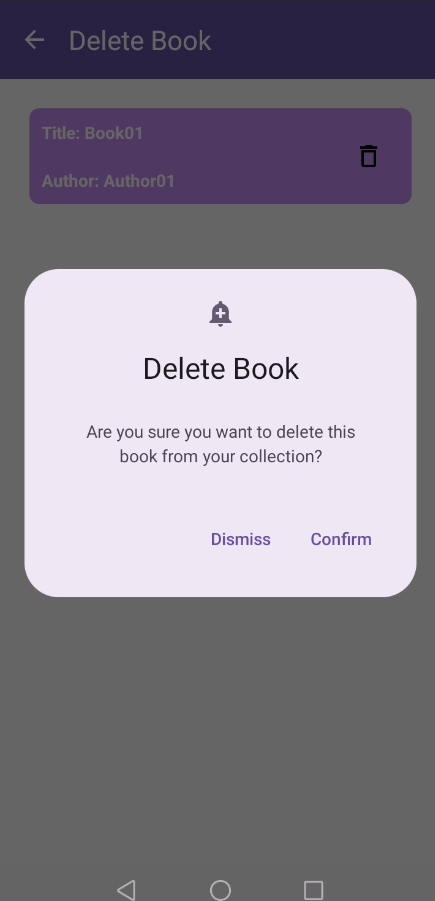 Delete Book
Title: Book01
Author: Author01
Delete Book
Are you sure you want to delete this
book from your collection?
Dismiss Confirm